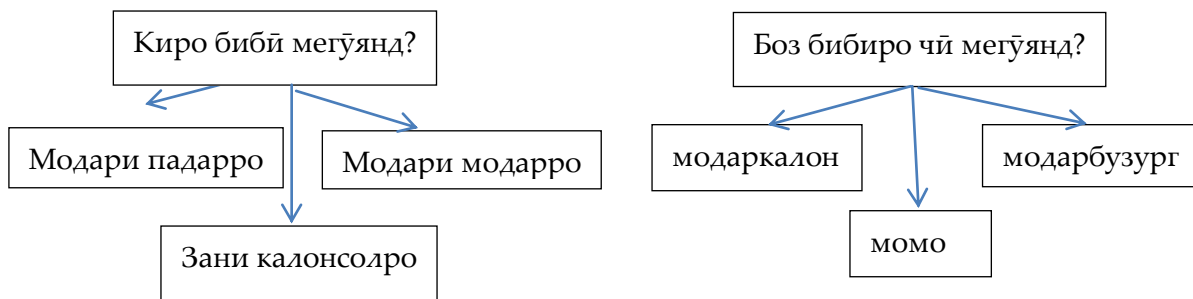 Киро бибӣ мегӯянд?
Модари падарро
Модари модарро
Зани калонсолро
Боз бибиро чӣ мегӯянд?
модаркалон
модарбузург
момо